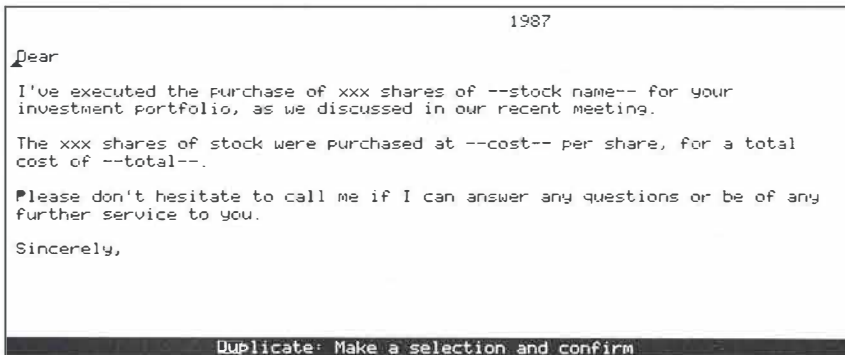 1987
Dear
I've executed the purchase of xxx shares of --stock name-- for your
investment portfolio, as we discussed in our recent meeting.
The xxx shares of stock were purchased at --cost-- per share, for a total
cost of --total--.
Please don't hesitate to call me if I can answer any questions or be of any
further service to you.
Sincerely,
Duplicate: Make a selection and confirm